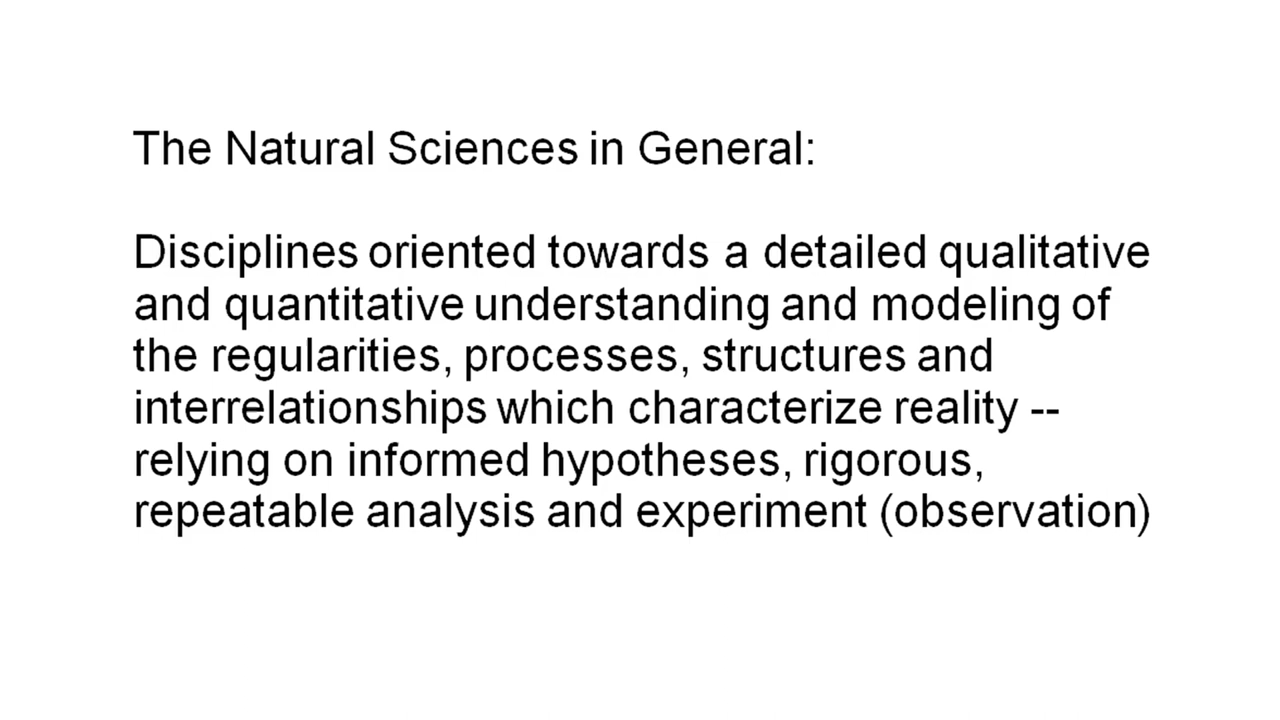 The Natural Sciences in General:
Disciplines oriented towards a detailed qualitative
and quantitative understanding and modeling of
the regularities, processes, structures and
interrelationships which characterize reality --
relying on informed hypotheses, rigorous,
repeatable analysis and experiment (observation)